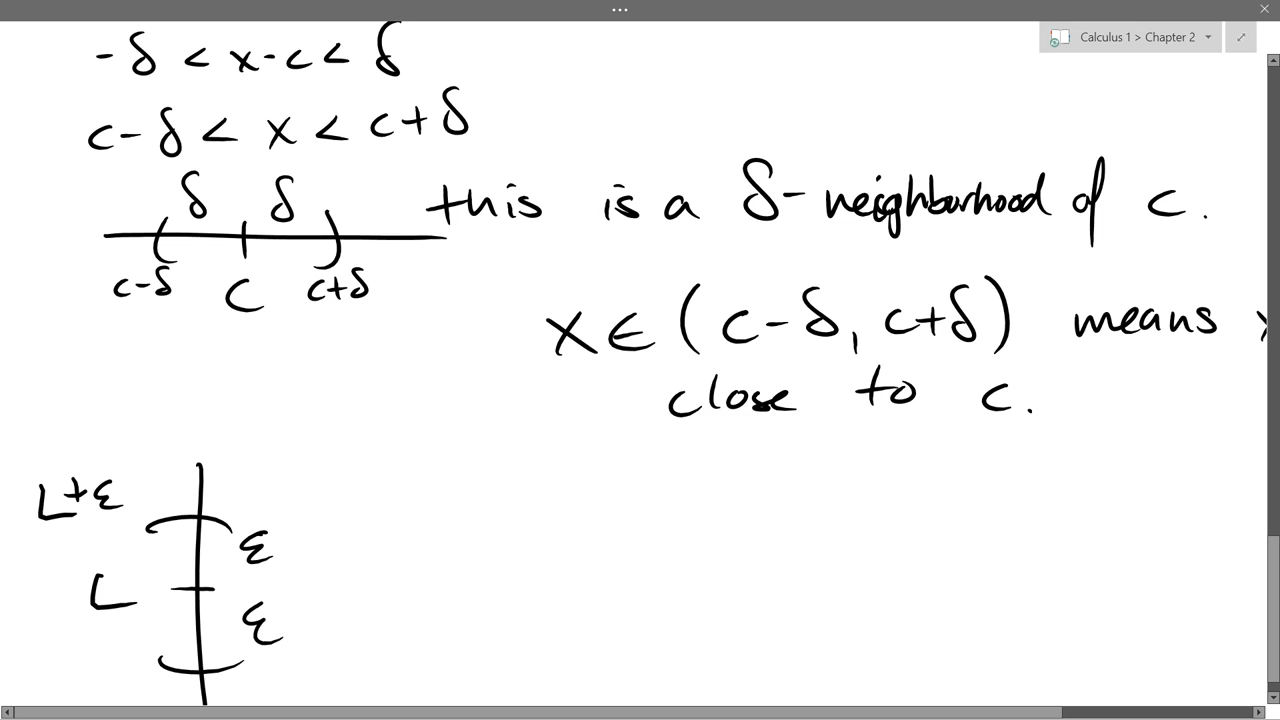 Calculus 1 > Chapter 2
-δ < x-c < δ
c-δ < x < c+δ
δ δ
this is a δ-neighborhood of c.
c-δ c c+δ
x∈(c-δ, c+δ) means
close to c.
L+ε
ε
L
ε